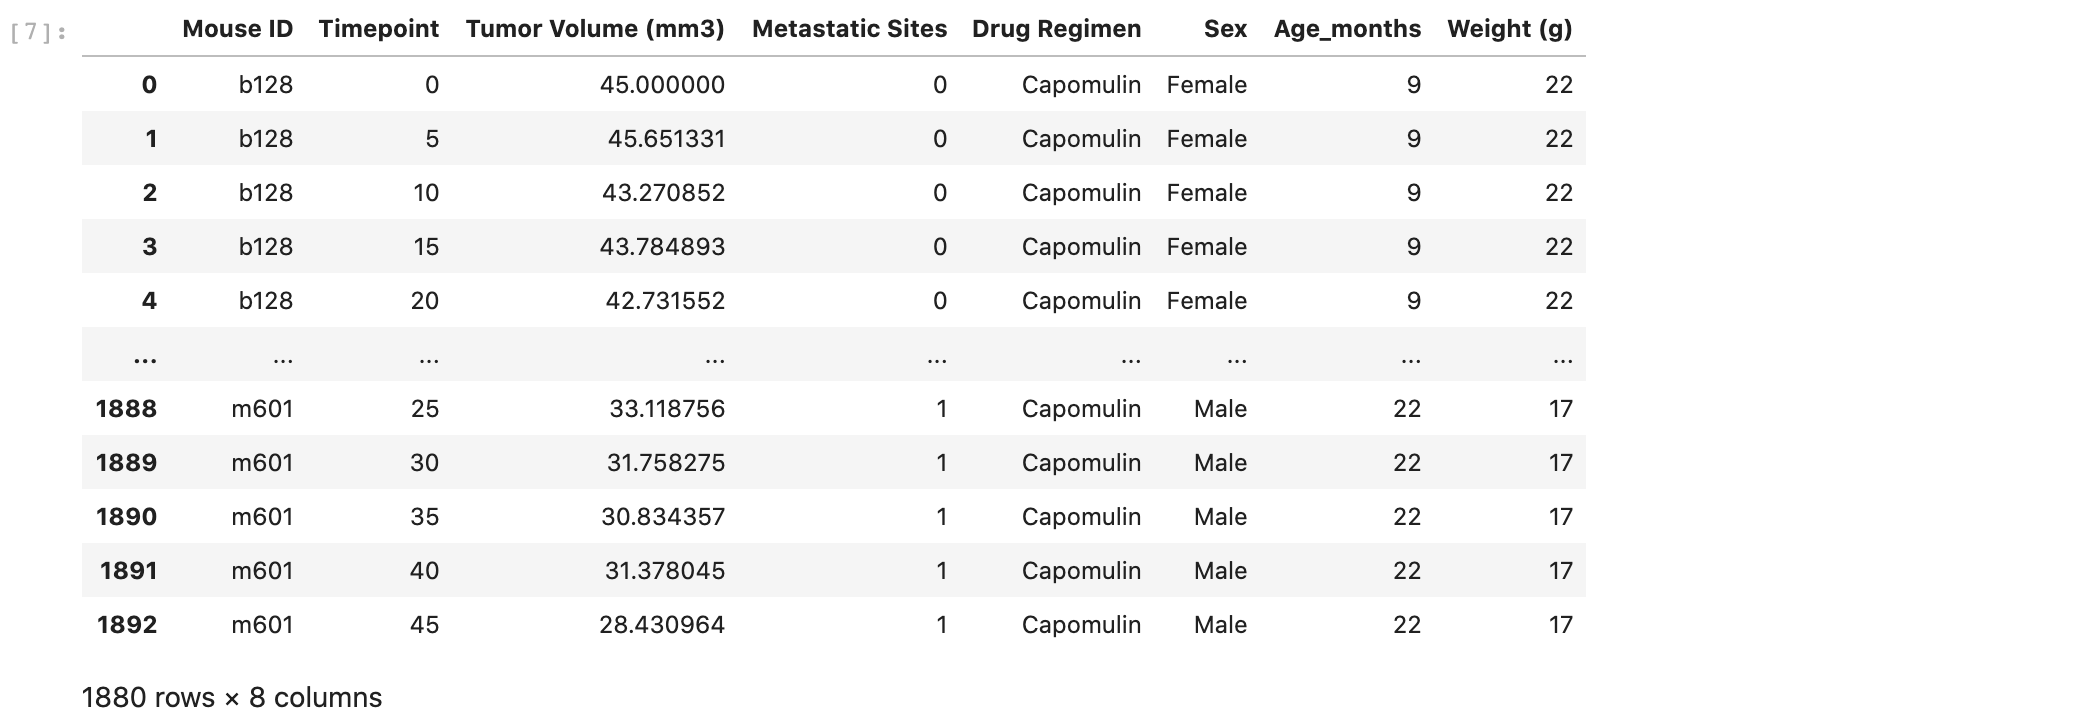 [7]: Mouse ID Timepoint Tumor Volume (mm3) Metastatic Sites Drug Regimen Sex Age_months Weight (g)
0 b128 0 45.000000 0 Capomulin Female 9 22
1 b128 5 45.651331 0 Capomulin Female 9 22
2 b128 10 43.270852 0 Capomulin Female 9 22
3 b128 15 43.784893 0 Capomulin Female 9 22
4 b128 20 42.731552 0 Capomulin Female 9 22
... ... ... ... ... ... ... ... ...
1888 m601 25 33.118756 1 Capomulin Male 22 17
1889 m601 30 31.758275 1 Capomulin Male 22 17
1890 m601 35 30.834357 1 Capomulin Male 22 17
1891 m601 40 31.378045 1 Capomulin Male 22 17
1892 m601 45 28.430964 1 Capomulin Male 22 17
1880 rows × 8 columns